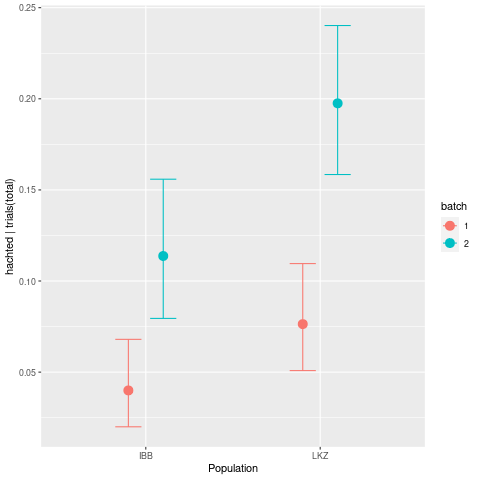 0.25
0.20
0.15
0.10
0.05
hachted | trials(total)
IBB
LKZ
Population
batch
1
2